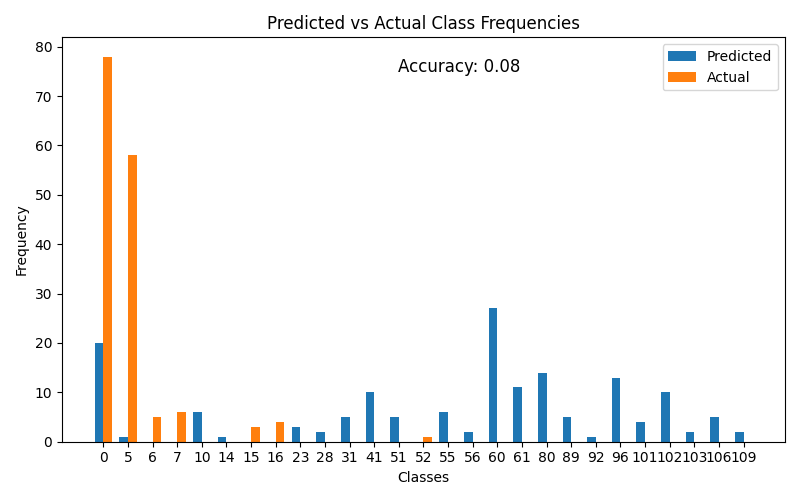 Predicted vs Actual Class Frequencies
80
70
60
50
40
30
20
10
0
Frequency
Accuracy: 0.08
Predicted
Actual
0 5 6 7 10 14 15 16 23 28 31 41 51 52 55 56 60 61 80 89 92 96 101 102 103 106 109
Classes